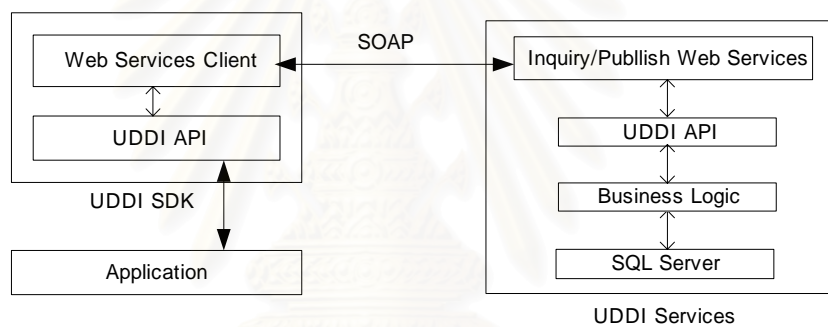 SOAP
Web Services Client
UDDI API
UDDI SDK
Application
Inquiry/Publlish Web Services
UDDI API
Business Logic
SQL Server
UDDI Services